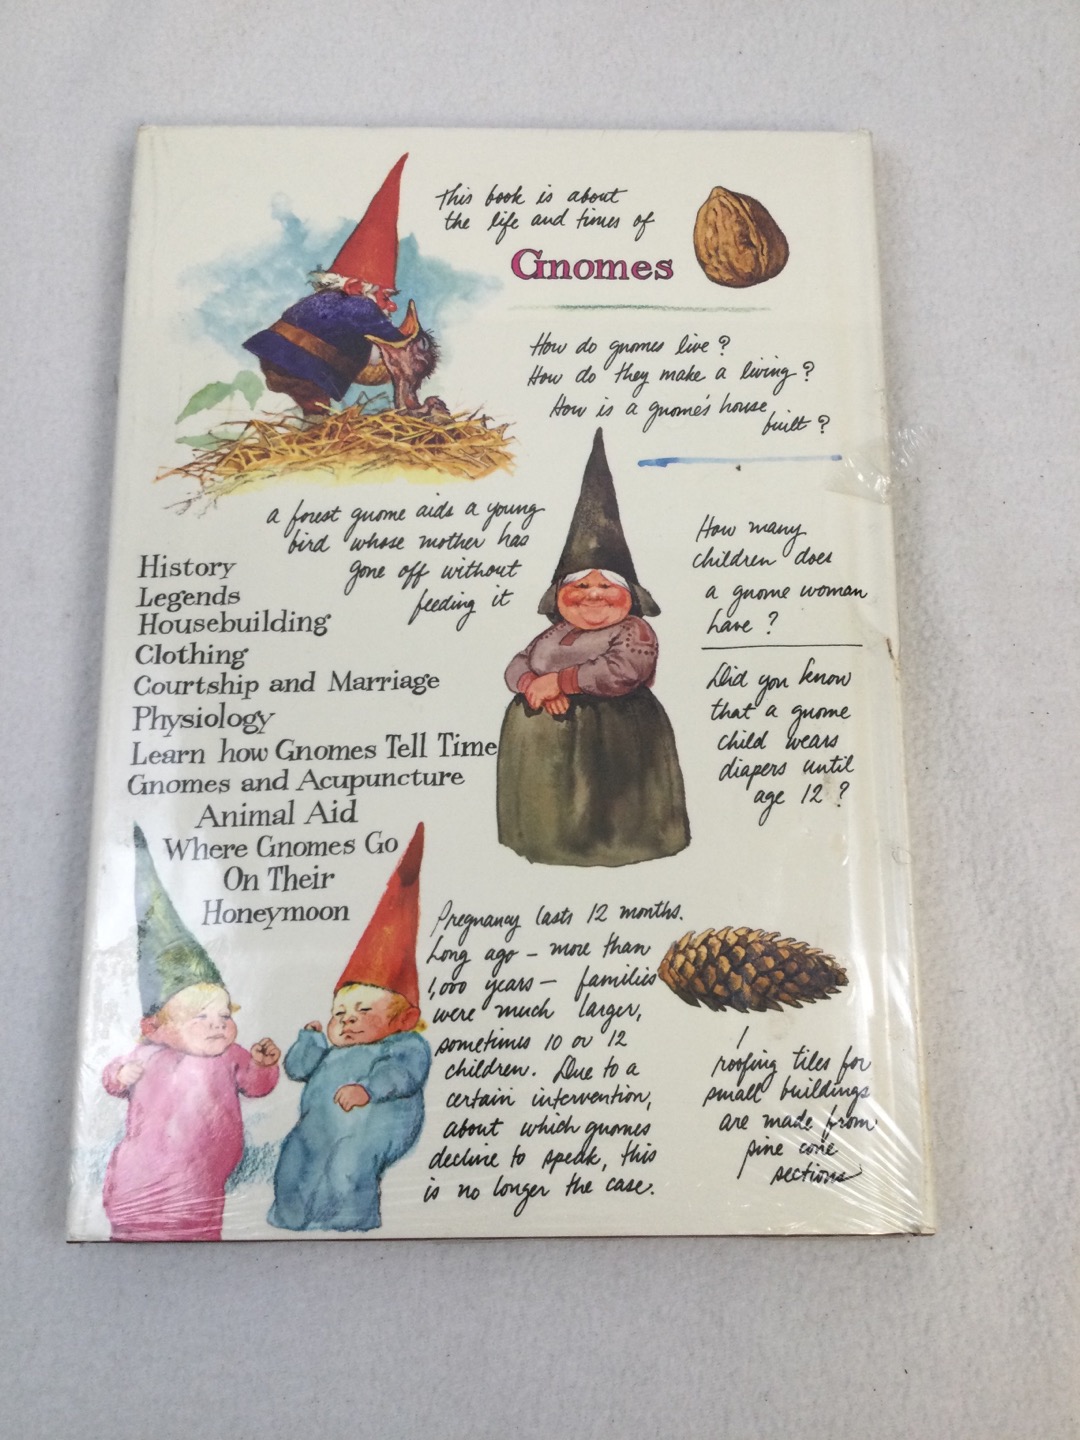 This book is about
the life and times of
Gnomes
How do gnomes live?
How do they make a living?
How is a gnome's house
built?
a forest gnome aids a young
bird whose mother has
gone off without
feeding it
How many
children does
a gnome woman
have?
Did you know
that a gnome
child wears
diapers until
age 12?
History
Legends
Housebuilding
Clothing
Courtship and Marriage
Physiology
Learn how Gnomes Tell Time
Gnomes and Acupuncture
Animal Aid
Where Gnomes Go
On Their
Honeymoon
Pregnancy lasts 12 months.
Long ago – more than
1,000 years – families
were much larger,
sometimes 10 or 12
children. Due to a
certain intervention,
about which gnomes
decline to speak, this
is no longer the case.
roofing tiles for
small buildings
are made from
pine cone
sections